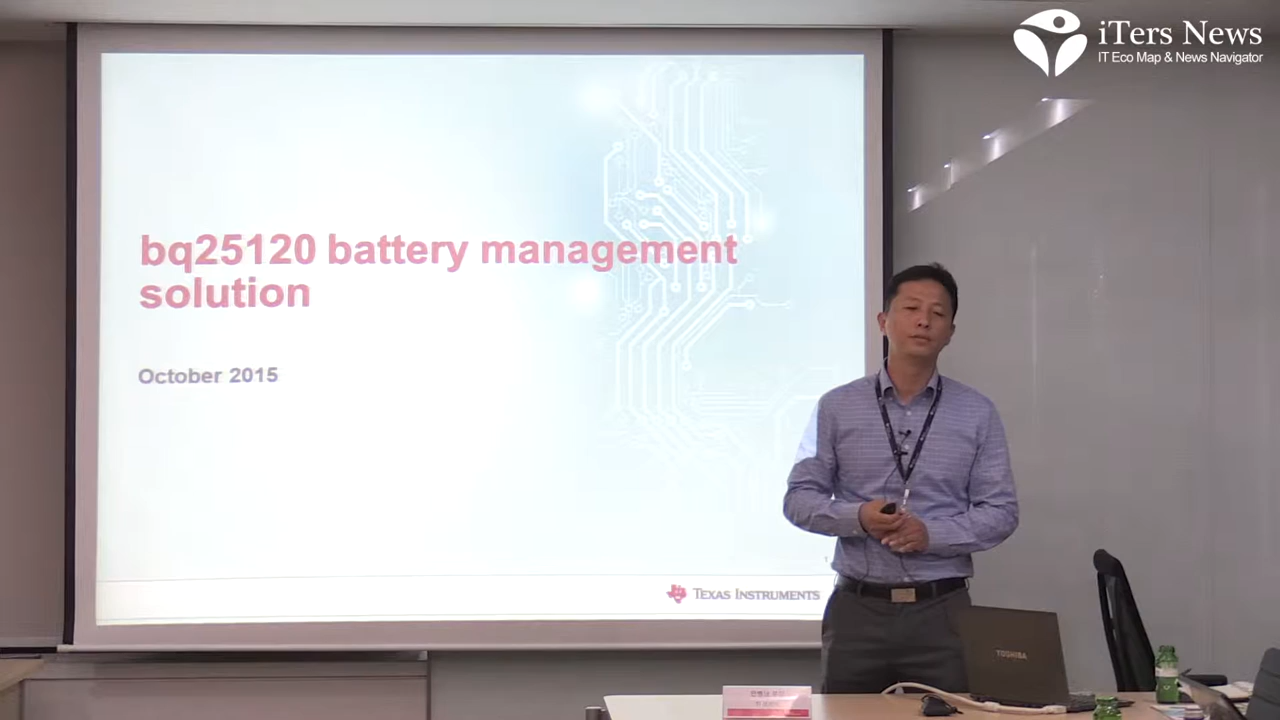 iTers News
IT Eco Map & News Navigator
bq25120 battery management
solution
October 2015
TEXAS INSTRUMENTS
TOSHIBA